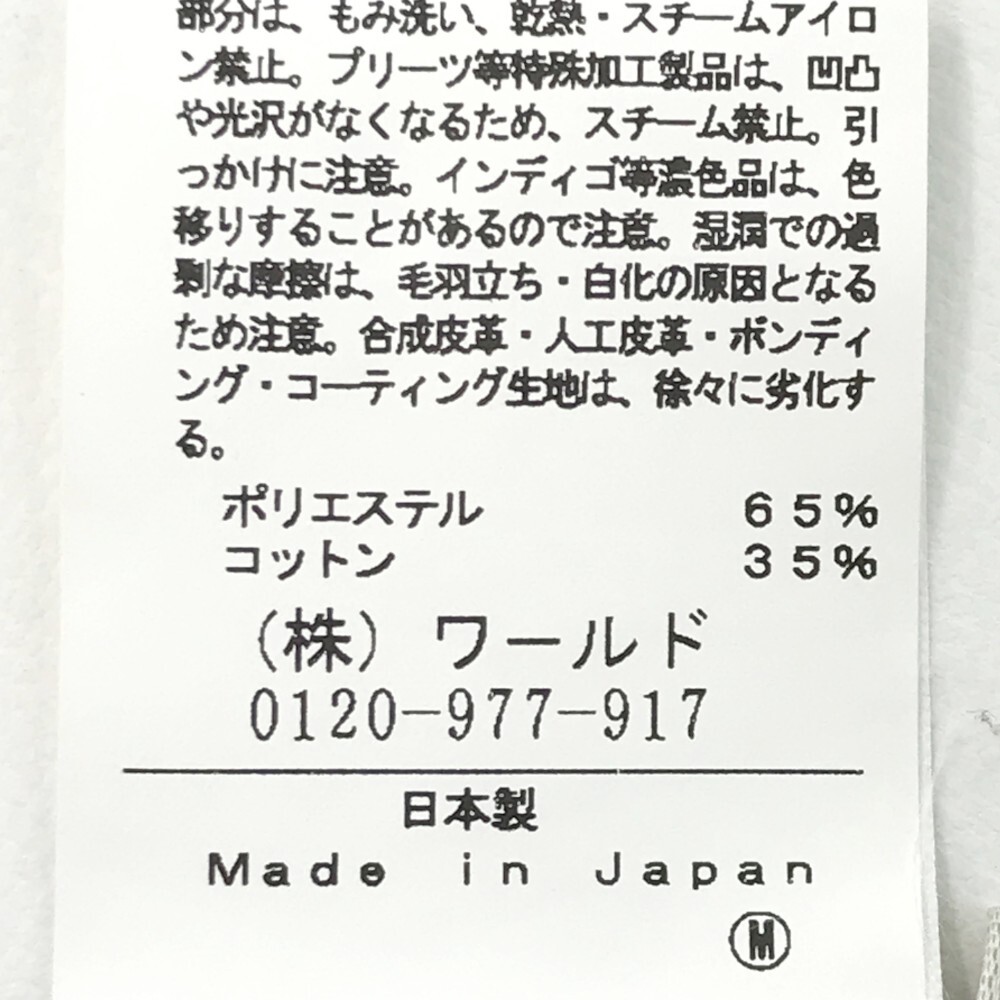 部分は、もみ洗い、乾熱・スチームアイロ
ン禁止。プリーツ等特殊加工製品は、凹凸
や光沢がなくなるため、スチーム禁止。引
っかけに注意。インディゴ等濃色品は、色
移りすることがあるので注意。湿潤での過
剰な摩擦は、毛羽立ち・白化の原因となる
ため注意。合成皮革・人工皮革・ボンディ
ング・コーティング生地は、徐々に劣化す
る。
ポリエステル　６５％
コットン　３５％
（株）ワールド
0120-977-917
日本製
Ｍａｄｅ　ｉｎ　Ｊａｐａｎ
Ⓜ